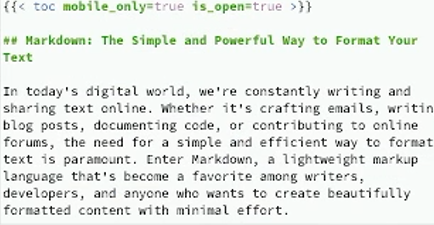 {{< toc mobile_only=true is_open=true >}}
## Markdown: The Simple and Powerful Way to Format Your
Text
In today's digital world, we're constantly writing and
sharing text online. Whether it's crafting emails, writin
blog posts, documenting code, or contributing to online
forums, the need for a simple and efficient way to format
text is paramount. Enter Markdown, a lightweight markup
language that's become a favorite among writers,
developers, and anyone who wants to create beautifully
formatted content with minimal effort.